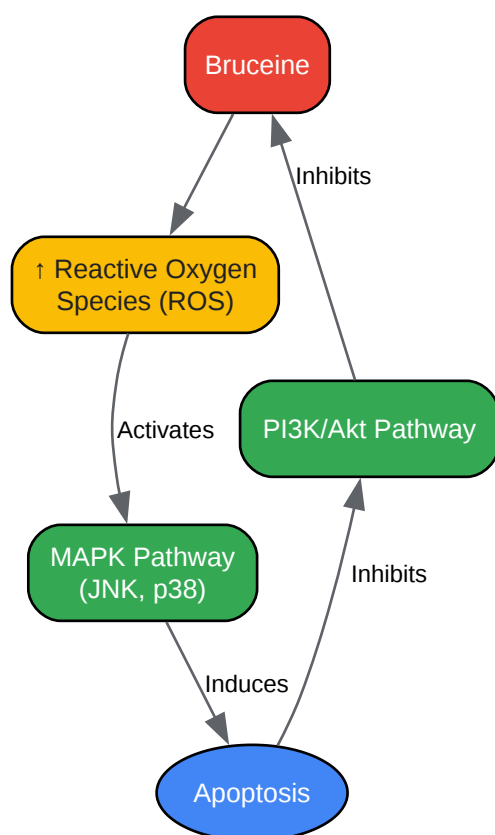 Bruceine
Inhibits
↑ Reactive Oxygen
Species (ROS)
Activates
PI3K/Akt Pathway
MAPK Pathway
(JNK, p38)
Inhibits
Induces
Apoptosis